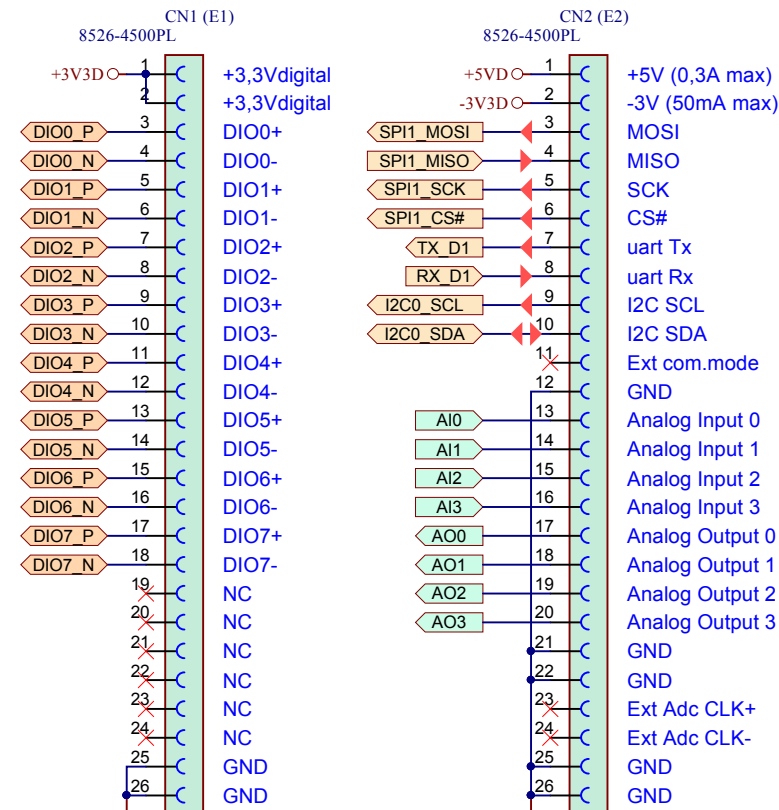 CN1 (E1)
8526-4500PL
+3V3D 1 +3,3Vdigital
2 +3,3Vdigital
DIO0_P 3 DIO0+
DIO0_N 4 DIO0-
DIO1_P 5 DIO1+
DIO1_N 6 DIO1-
DIO2_P 7 DIO2+
DIO2_N 8 DIO2-
DIO3_P 9 DIO3+
DIO3_N 10 DIO3-
DIO4_P 11 DIO4+
DIO4_N 12 DIO4-
DIO5_P 13 DIO5+
DIO5_N 14 DIO5-
DIO6_P 15 DIO6+
DIO6_N 16 DIO6-
DIO7_P 17 DIO7+
DIO7_N 18 DIO7-
19 NC
20 NC
21 NC
22 NC
23 NC
24 NC
25 GND
26 GND
CN2 (E2)
8526-4500PL
+5VD 1 +5V (0,3A max)
-3V3D 2 -3V (50mA max)
SPI1_MOSI 3 MOSI
SPI1_MISO 4 MISO
SPI1_SCK 5 SCK
SPI1_CS# 6 CS#
TX_D1 7 uart Tx
RX_D1 8 uart Rx
I2C0_SCL 9 I2C SCL
I2C0_SDA 10 I2C SDA
11 Ext com.mode
12 GND
AI0 13 Analog Input 0
AI1 14 Analog Input 1
AI2 15 Analog Input 2
AI3 16 Analog Input 3
AO0 17 Analog Output 0
AO1 18 Analog Output 1
AO2 19 Analog Output 2
AO3 20 Analog Output 3
21 GND
22 GND
23 Ext Adc CLK+
24 Ext Adc CLK-
25 GND
26 GND